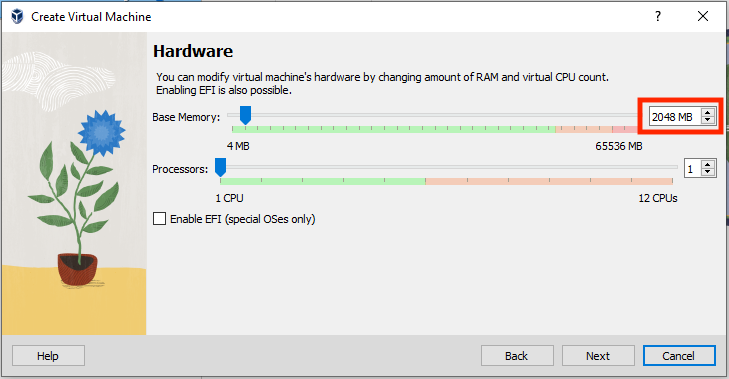 Create Virtual Machine
Hardware
You can modify virtual machine's hardware by changing amount of RAM and virtual CPU count.
Enabling EFI is also possible.
Base Memory: 2048 MB
4 MB 65536 MB
Processors: 1
1 CPU 12 CPUs
Enable EFI (special OSes only)
Help Back Next Cancel